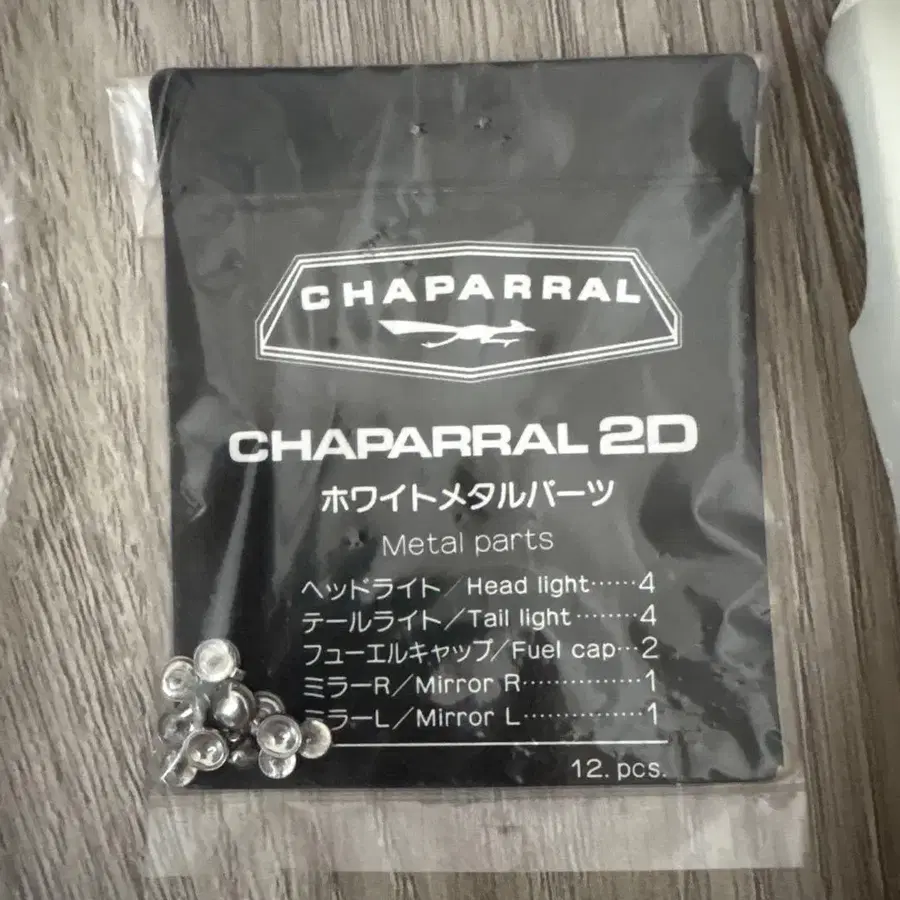 CHAPARRAL
CHAPARRAL 2D
ホワイトメタルパーツ
Metal parts
ヘッドライト/Head light……4
テールライト/Tail light………4
フューエルキャップ/Fuel cap…2
ミラーR/Mirror R……………1
ミラーL/Mirror L……………1
12. pcs.